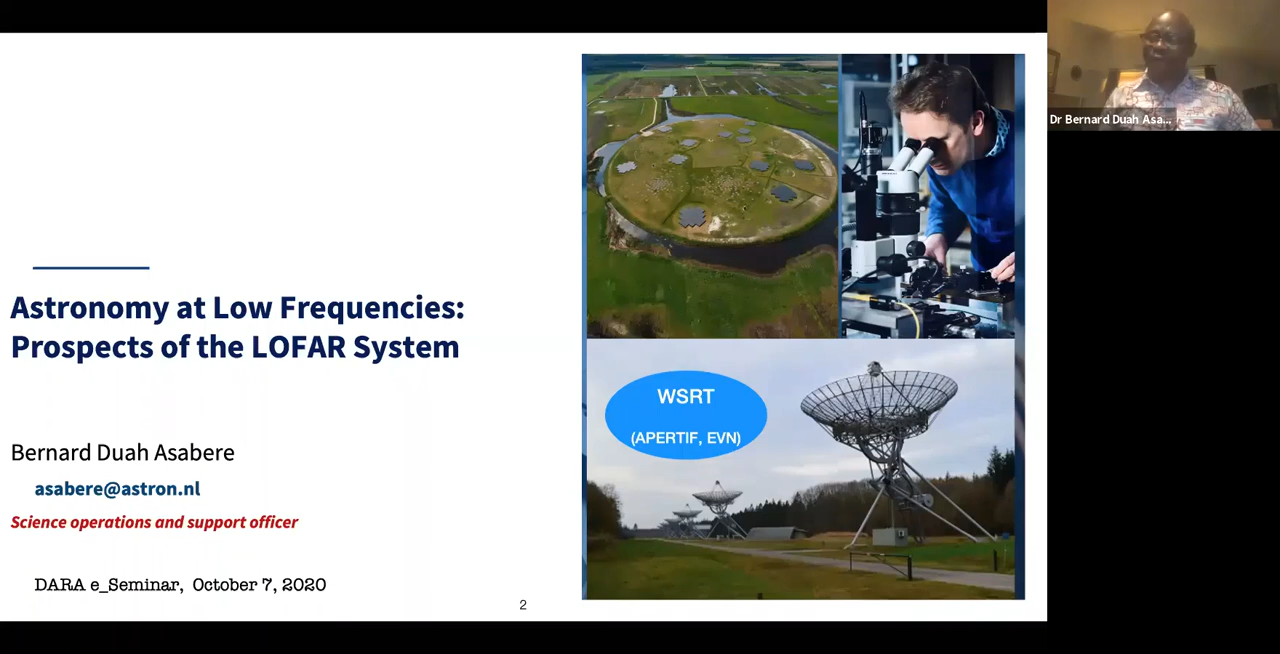 Astronomy at Low Frequencies:
Prospects of the LOFAR System
Bernard Duah Asabere
asabere@astron.nl
Science operations and support officer
DARA e_Seminar, October 7, 2020
2
WSRT
(APERTIF, EVN)
Dr Bernard Duah Asa...